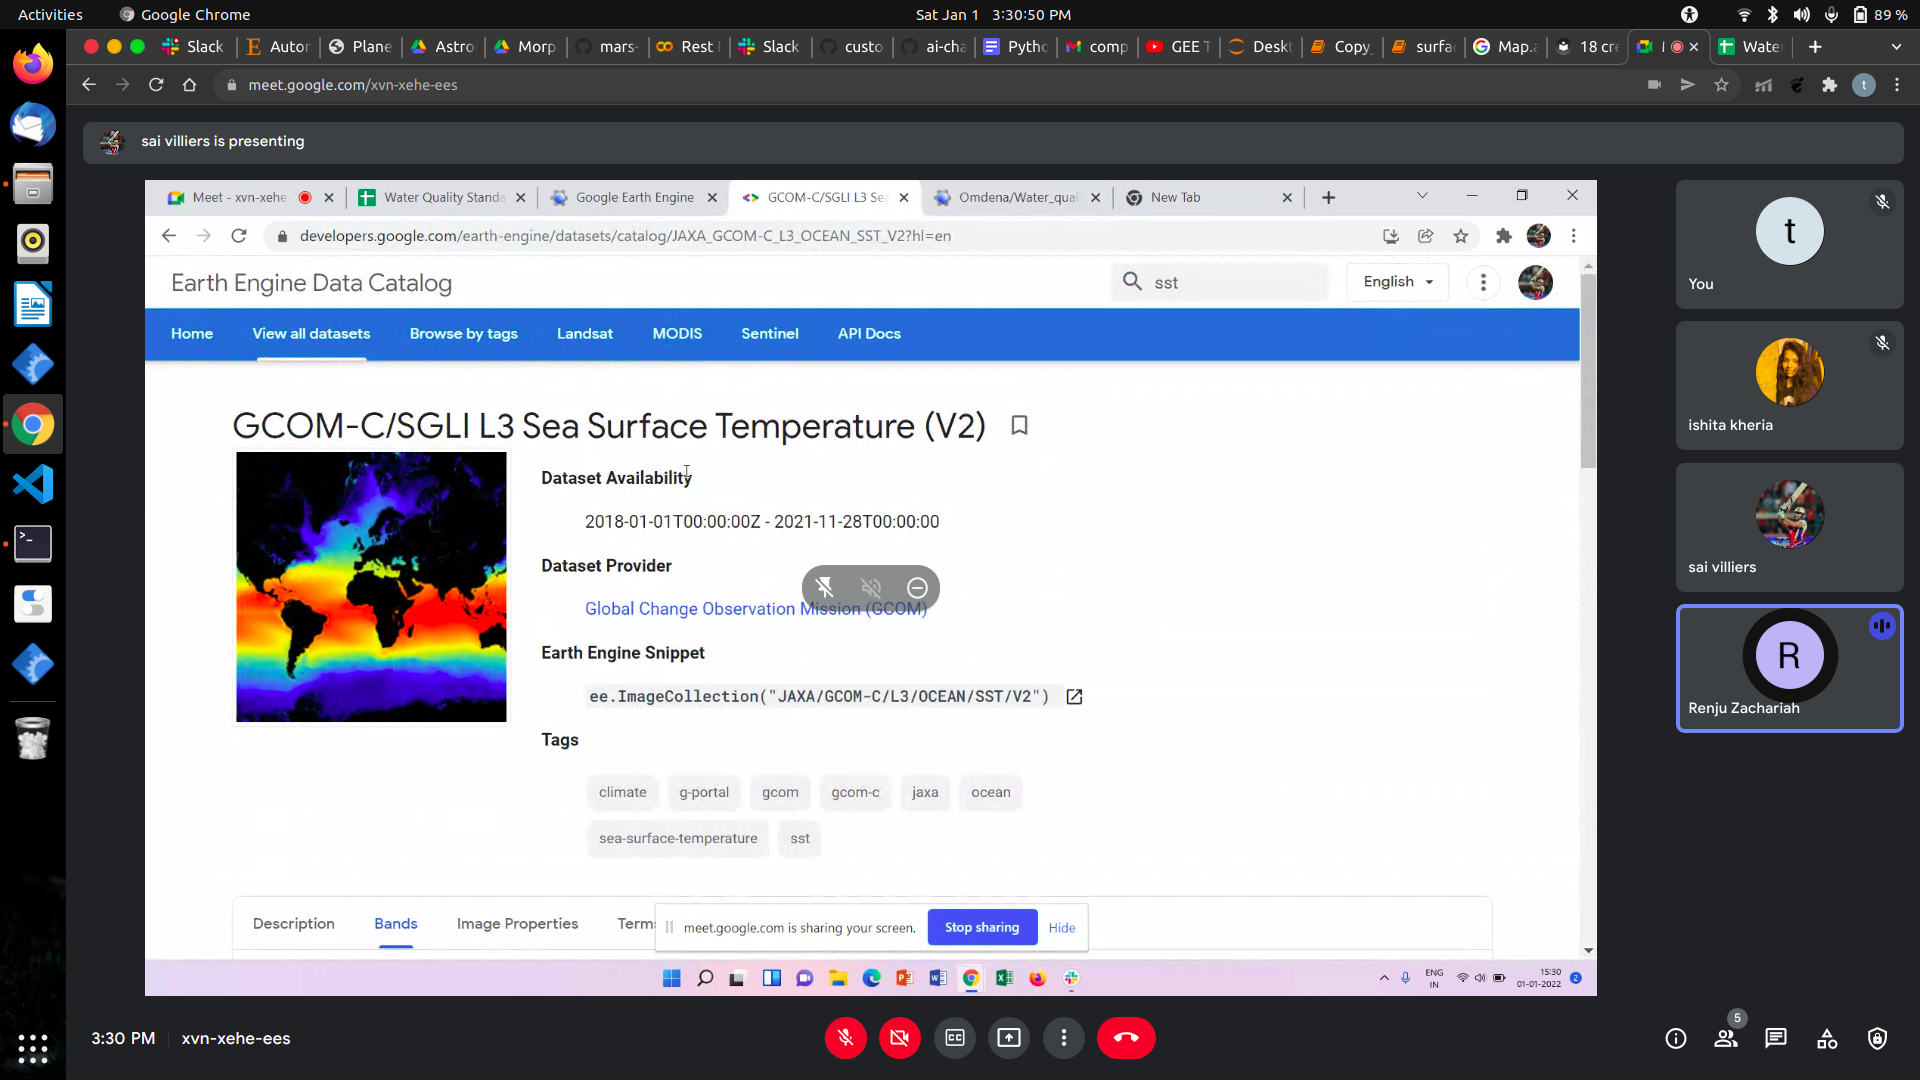 Activities
Google Chrome
Sat Jan 1 3:30:50 PM
89 %
Slack
Autor
Plane
Astro
Morp
mars-
Rest
Slack
custo
ai-cha
Pytho
comp
GEE T
Deskt
Copy
surfac
Map.a
18 cre
Wate
meet.google.com/xvn-xehe-ees
t
sai villiers is presenting
Meet - xvn-xehe-
Water Quality Standa
Google Earth Engine
GCOM-C/SGLI L3 Sea
Omdena/Water_qual
New Tab
developers.google.com/earth-engine/datasets/catalog/JAXA_GCOM-C_L3_OCEAN_SST_V2?hl=en
Earth Engine Data Catalog
sst
English
Home
View all datasets
Browse by tags
Landsat
MODIS
Sentinel
API Docs
GCOM-C/SGLI L3 Sea Surface Temperature (V2)
Dataset Availability
2018-01-01T00:00:00Z - 2021-11-28T00:00:00
Dataset Provider
Global Change Observation Mission (GCOM)
Earth Engine Snippet
ee.ImageCollection("JAXA/GCOM-C/L3/OCEAN/SST/V2")
Tags
climate
g-portal
gcom
gcom-c
jaxa
ocean
sea-surface-temperature
sst
Description
Bands
Image Properties
Terms
meet.google.com is sharing your screen.
Stop sharing
Hide
ENG
IN
15:30
01-01-2022
2
t
You
ishita kheria
sai villiers
R
Renju Zachariah
3:30 PM
xvn-xehe-ees
5